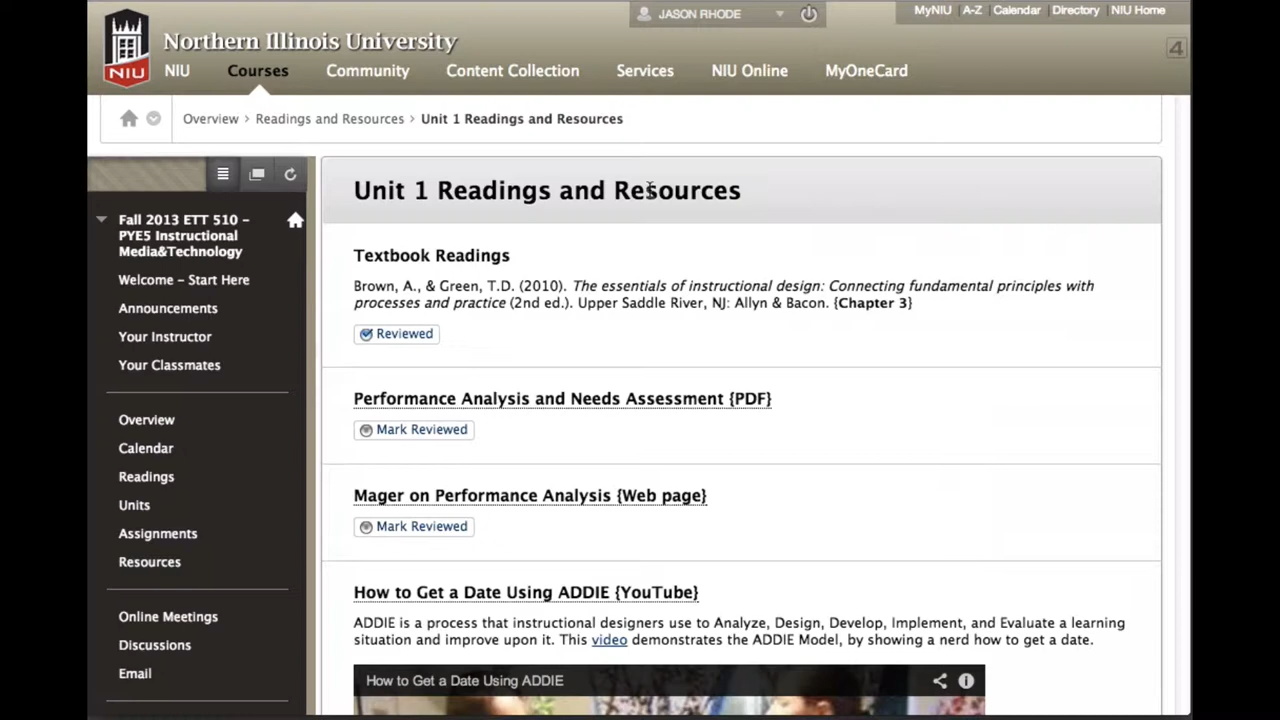 JASON RHODE
MyNIU A-Z Calendar Directory NIU Home
Northern Illinois University
NIU
4
NIU Courses Community Content Collection Services NIU Online MyOneCard
Overview > Readings and Resources > Unit 1 Readings and Resources
Fall 2013 ETT 510 –
PYE5 Instructional
Media&Technology
Welcome – Start Here
Announcements
Your Instructor
Your Classmates
Overview
Calendar
Readings
Units
Assignments
Resources
Online Meetings
Discussions
Email
Unit 1 Readings and Resources
Textbook Readings
Brown, A., & Green, T.D. (2010). The essentials of instructional design: Connecting fundamental principles with
processes and practice (2nd ed.). Upper Saddle River, NJ: Allyn & Bacon. {Chapter 3}
Reviewed
Performance Analysis and Needs Assessment {PDF}
Mark Reviewed
Mager on Performance Analysis {Web page}
Mark Reviewed
How to Get a Date Using ADDIE {YouTube}
ADDIE is a process that instructional designers use to Analyze, Design, Develop, Implement, and Evaluate a learning
situation and improve upon it. This video demonstrates the ADDIE Model, by showing a nerd how to get a date.
How to Get a Date Using ADDIE